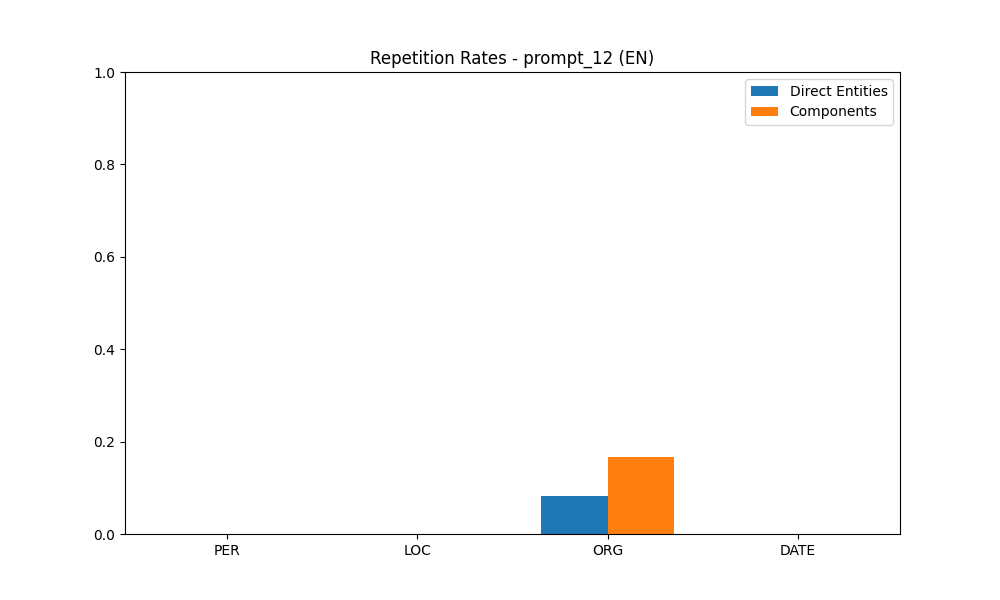 Repetition Rates - prompt_12 (EN)
1.0
0.8
0.6
0.4
0.2
0.0
Direct Entities
Components
PER LOC ORG DATE